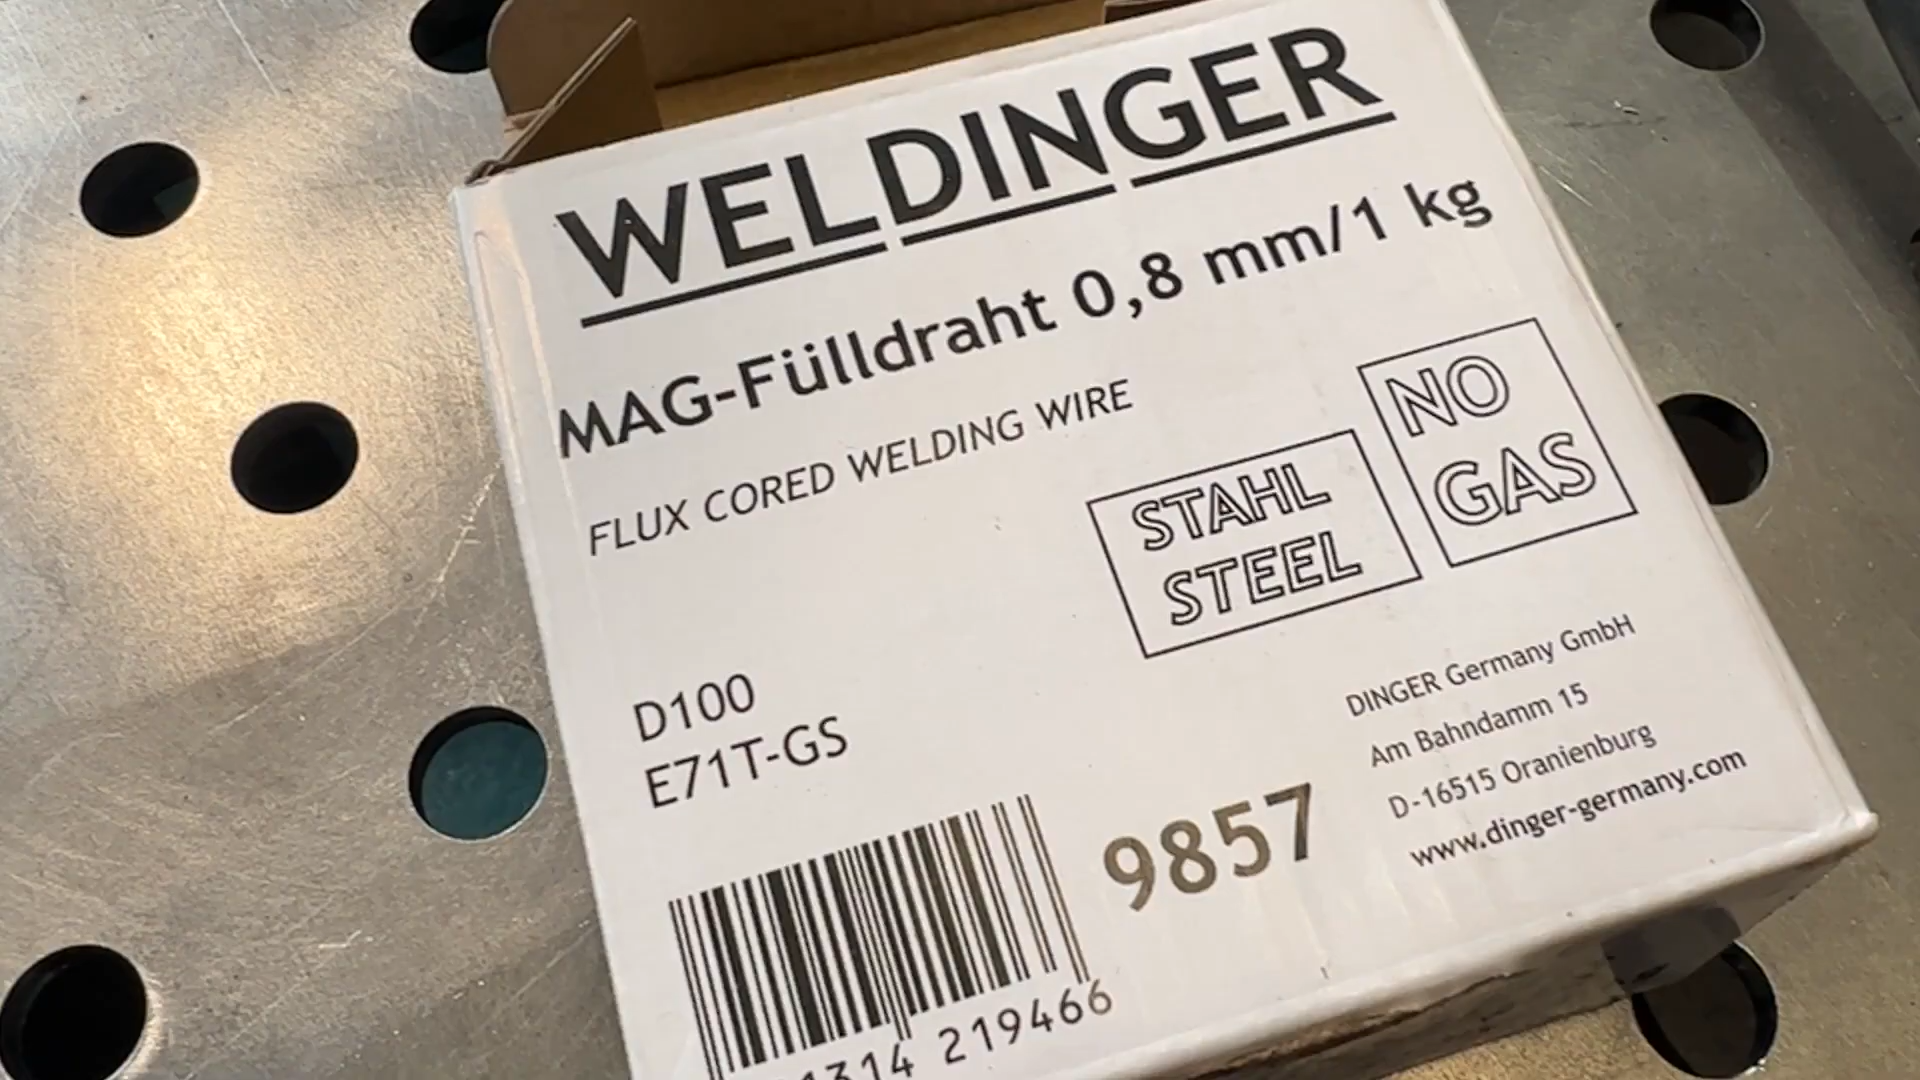 WELDINGER
MAG-Fülldraht 0,8 mm/1 kg
FLUX CORED WELDING WIRE
STAHL
STEEL
NO
GAS
D100
E71T-GS
9857
DINGER Germany GmbH
Am Bahndamm 15
D-16515 Oranienburg
www.dinger-germany.com
219466